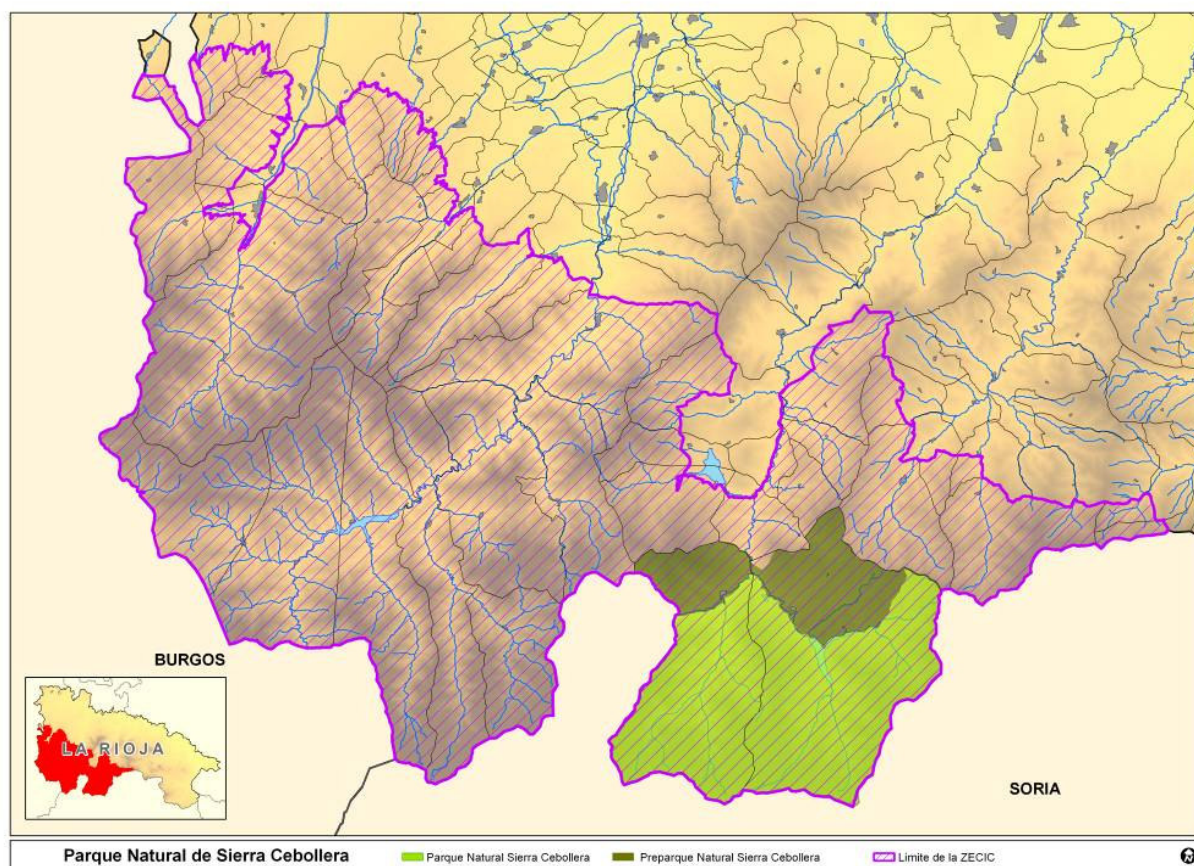 BURGOS
LA RIOJA
SORIA
Parque Natural de Sierra Cebollera
Parque Natural Sierra Cebollera
Preparque Natural Sierra Cebollera
Limite de la ZECIC